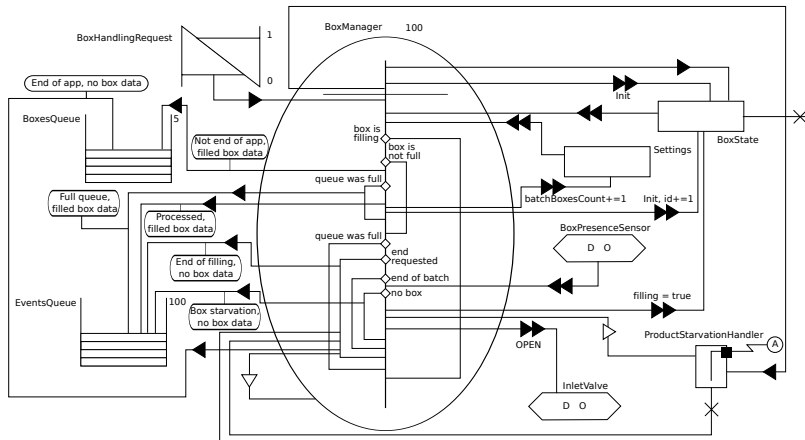 BoxManager 100
BoxHandlingRequest
1
0
End of app, no box data
BoxesQueue
5
Init
BoxState
box is
filling
box is
not full
Not end of app,
filled box data
Settings
queue was full
batchBoxesCount+=1
Init, id+=1
Full queue,
filled box data
Processed,
filled box data
BoxPresenceSensor
D O
queue was full
end
requested
End of filling,
no box data
end of batch
no box
EventsQueue
100
Box starvation,
no box data
filling = true
OPEN
ProductStarvationHandler
A
InletValve
D O